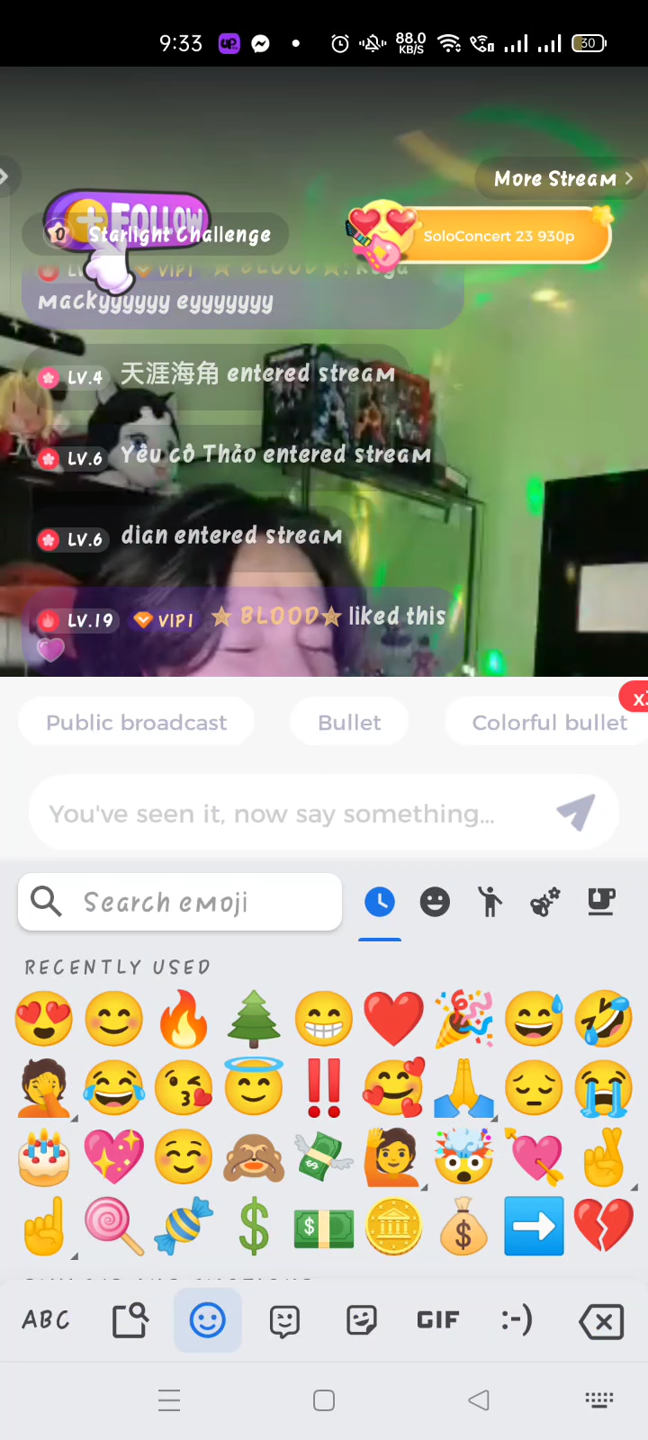 9:33
UP
88.0
KB/S
30
More Stream
+FOLLOW
Starlight Challenge
SoloConcert 23 930p
VIP1 ★ BLOOD★:
mackyyyyyy eyyyyyyy
LV.4 天涯海角 entered stream
LV.6 Yêu cô Thảo entered stream
LV.6 dian entered stream
LV.19 VIP1 ★ BLOOD★ liked this
Public broadcast
Bullet
Colorful bullet
You've seen it, now say something...
Search emoji
RECENTLY USED
ABC
GIF
:-)